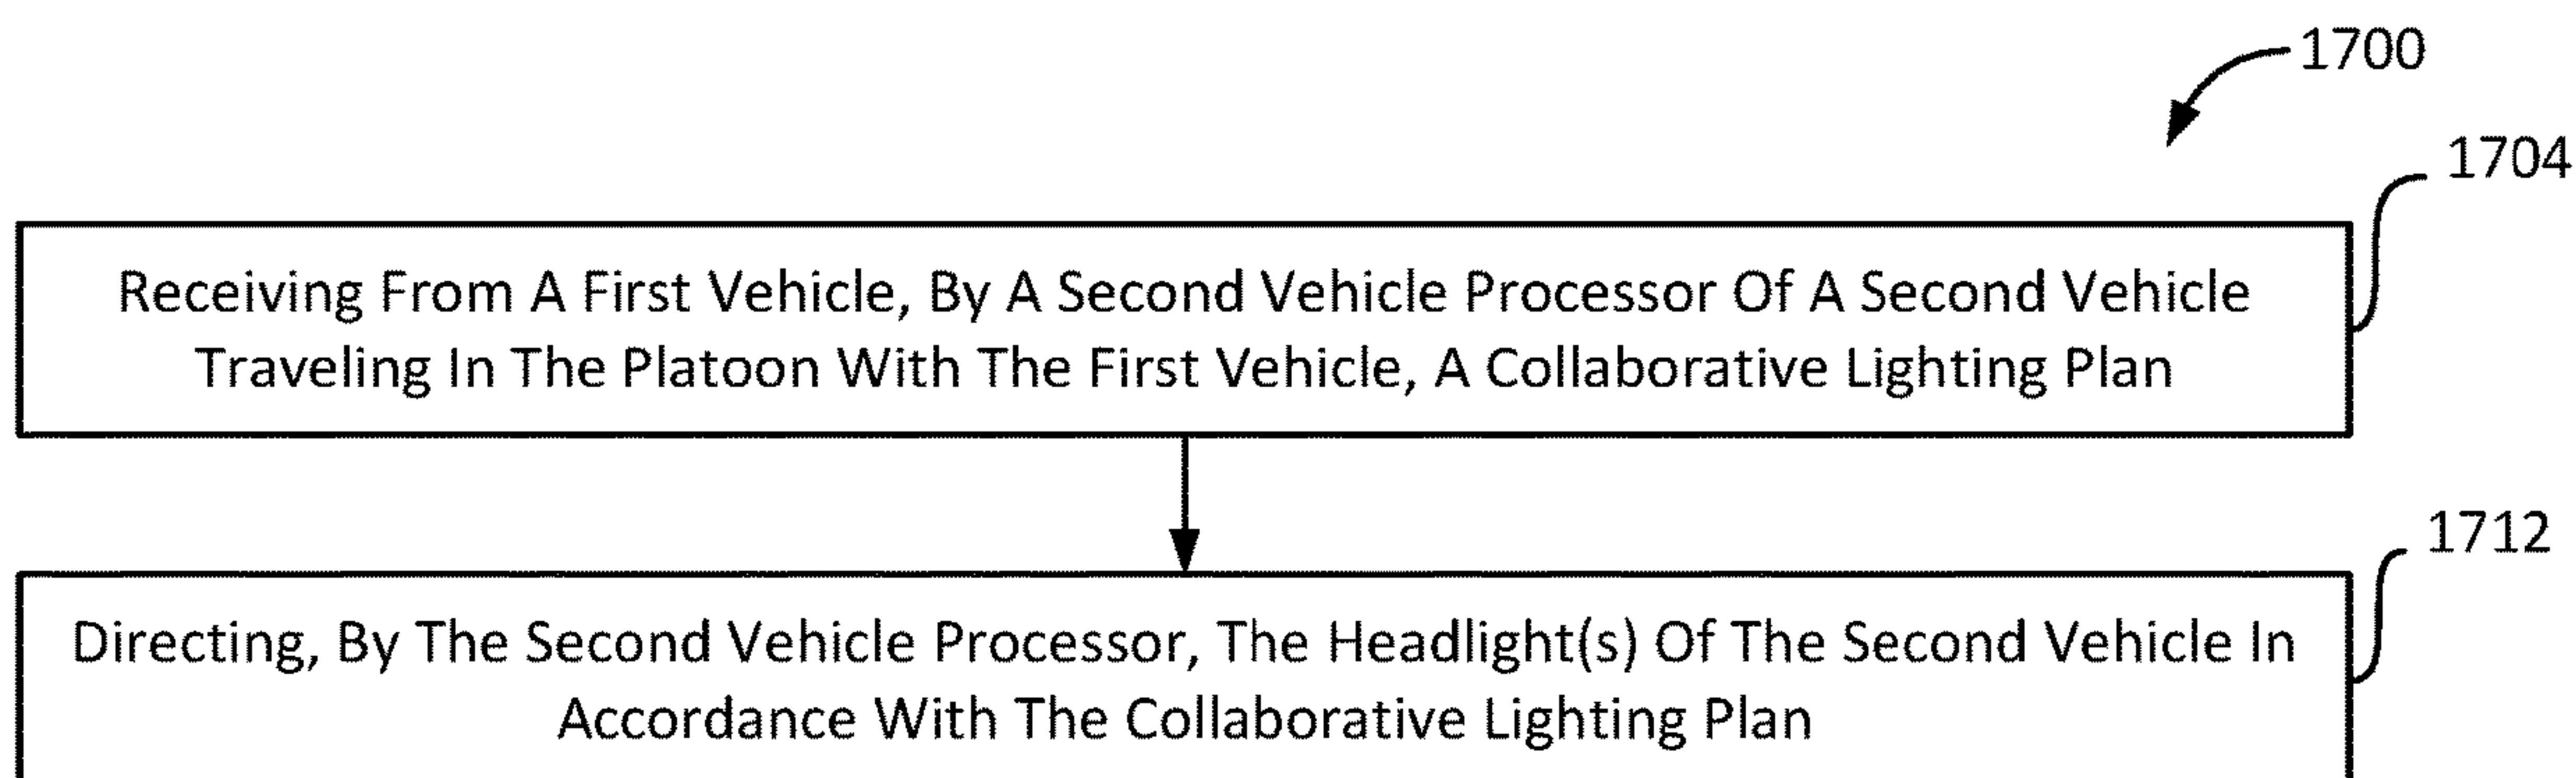 1700
1704
Receiving From A First Vehicle, By A Second Vehicle Processor Of A Second Vehicle
Traveling In The Platoon With The First Vehicle, A Collaborative Lighting Plan
1712
Directing, By The Second Vehicle Processor, The Headlight(s) Of The Second Vehicle In
Accordance With The Collaborative Lighting Plan